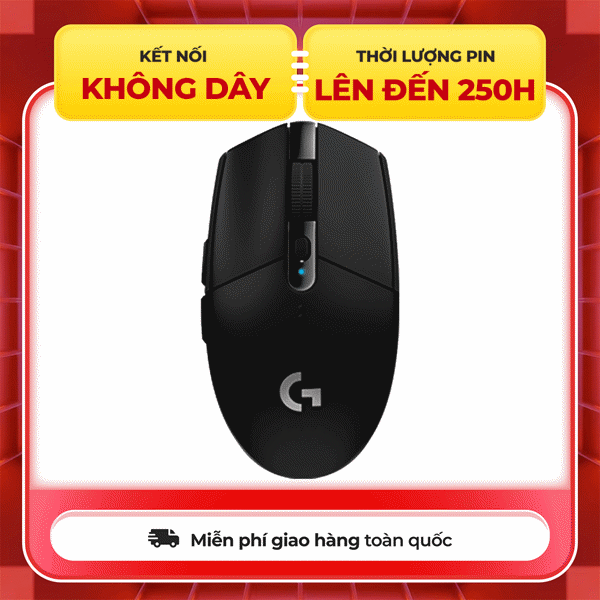 KẾT NỐI
KHÔNG DÂY
THỜI LƯỢNG PIN
LÊN ĐẾN 250H
G
Miễn phí giao hàng toàn quốc